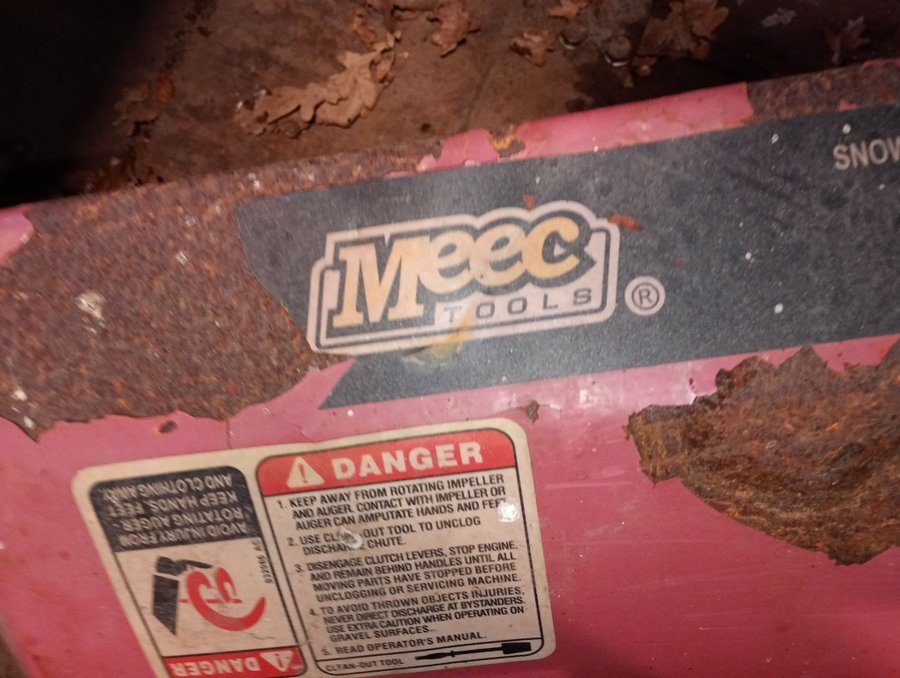 SNOW
Meec
TOOLS
®
DANGER
1. KEEP AWAY FROM ROTATING IMPELLER
AND AUGER. CONTACT WITH IMPELLER OR
AUGER CAN AMPUTATE HANDS AND FEET
2. USE CLEAN-OUT TOOL TO UNCLOG
DISCHARGE CHUTE.
3. DISENGAGE CLUTCH LEVERS, STOP ENGINE,
AND REMAIN BEHIND HANDLES UNTIL ALL
MOVING PARTS HAVE STOPPED BEFORE
UNCLOGGING OR SERVICING MACHINE.
4. TO AVOID THROWN OBJECTS INJURIES,
NEVER DIRECT DISCHARGE AT BYSTANDERS.
USE EXTRA CAUTION WHEN OPERATING ON
GRAVEL SURFACES.
5. READ OPERATOR'S MANUAL.
CLEAN-OUT TOOL
DANGER
AVOID INJURY FROM
ROTATING AUGER-
KEEP HANDS, FEET,
AND CLOTHING AWAY.